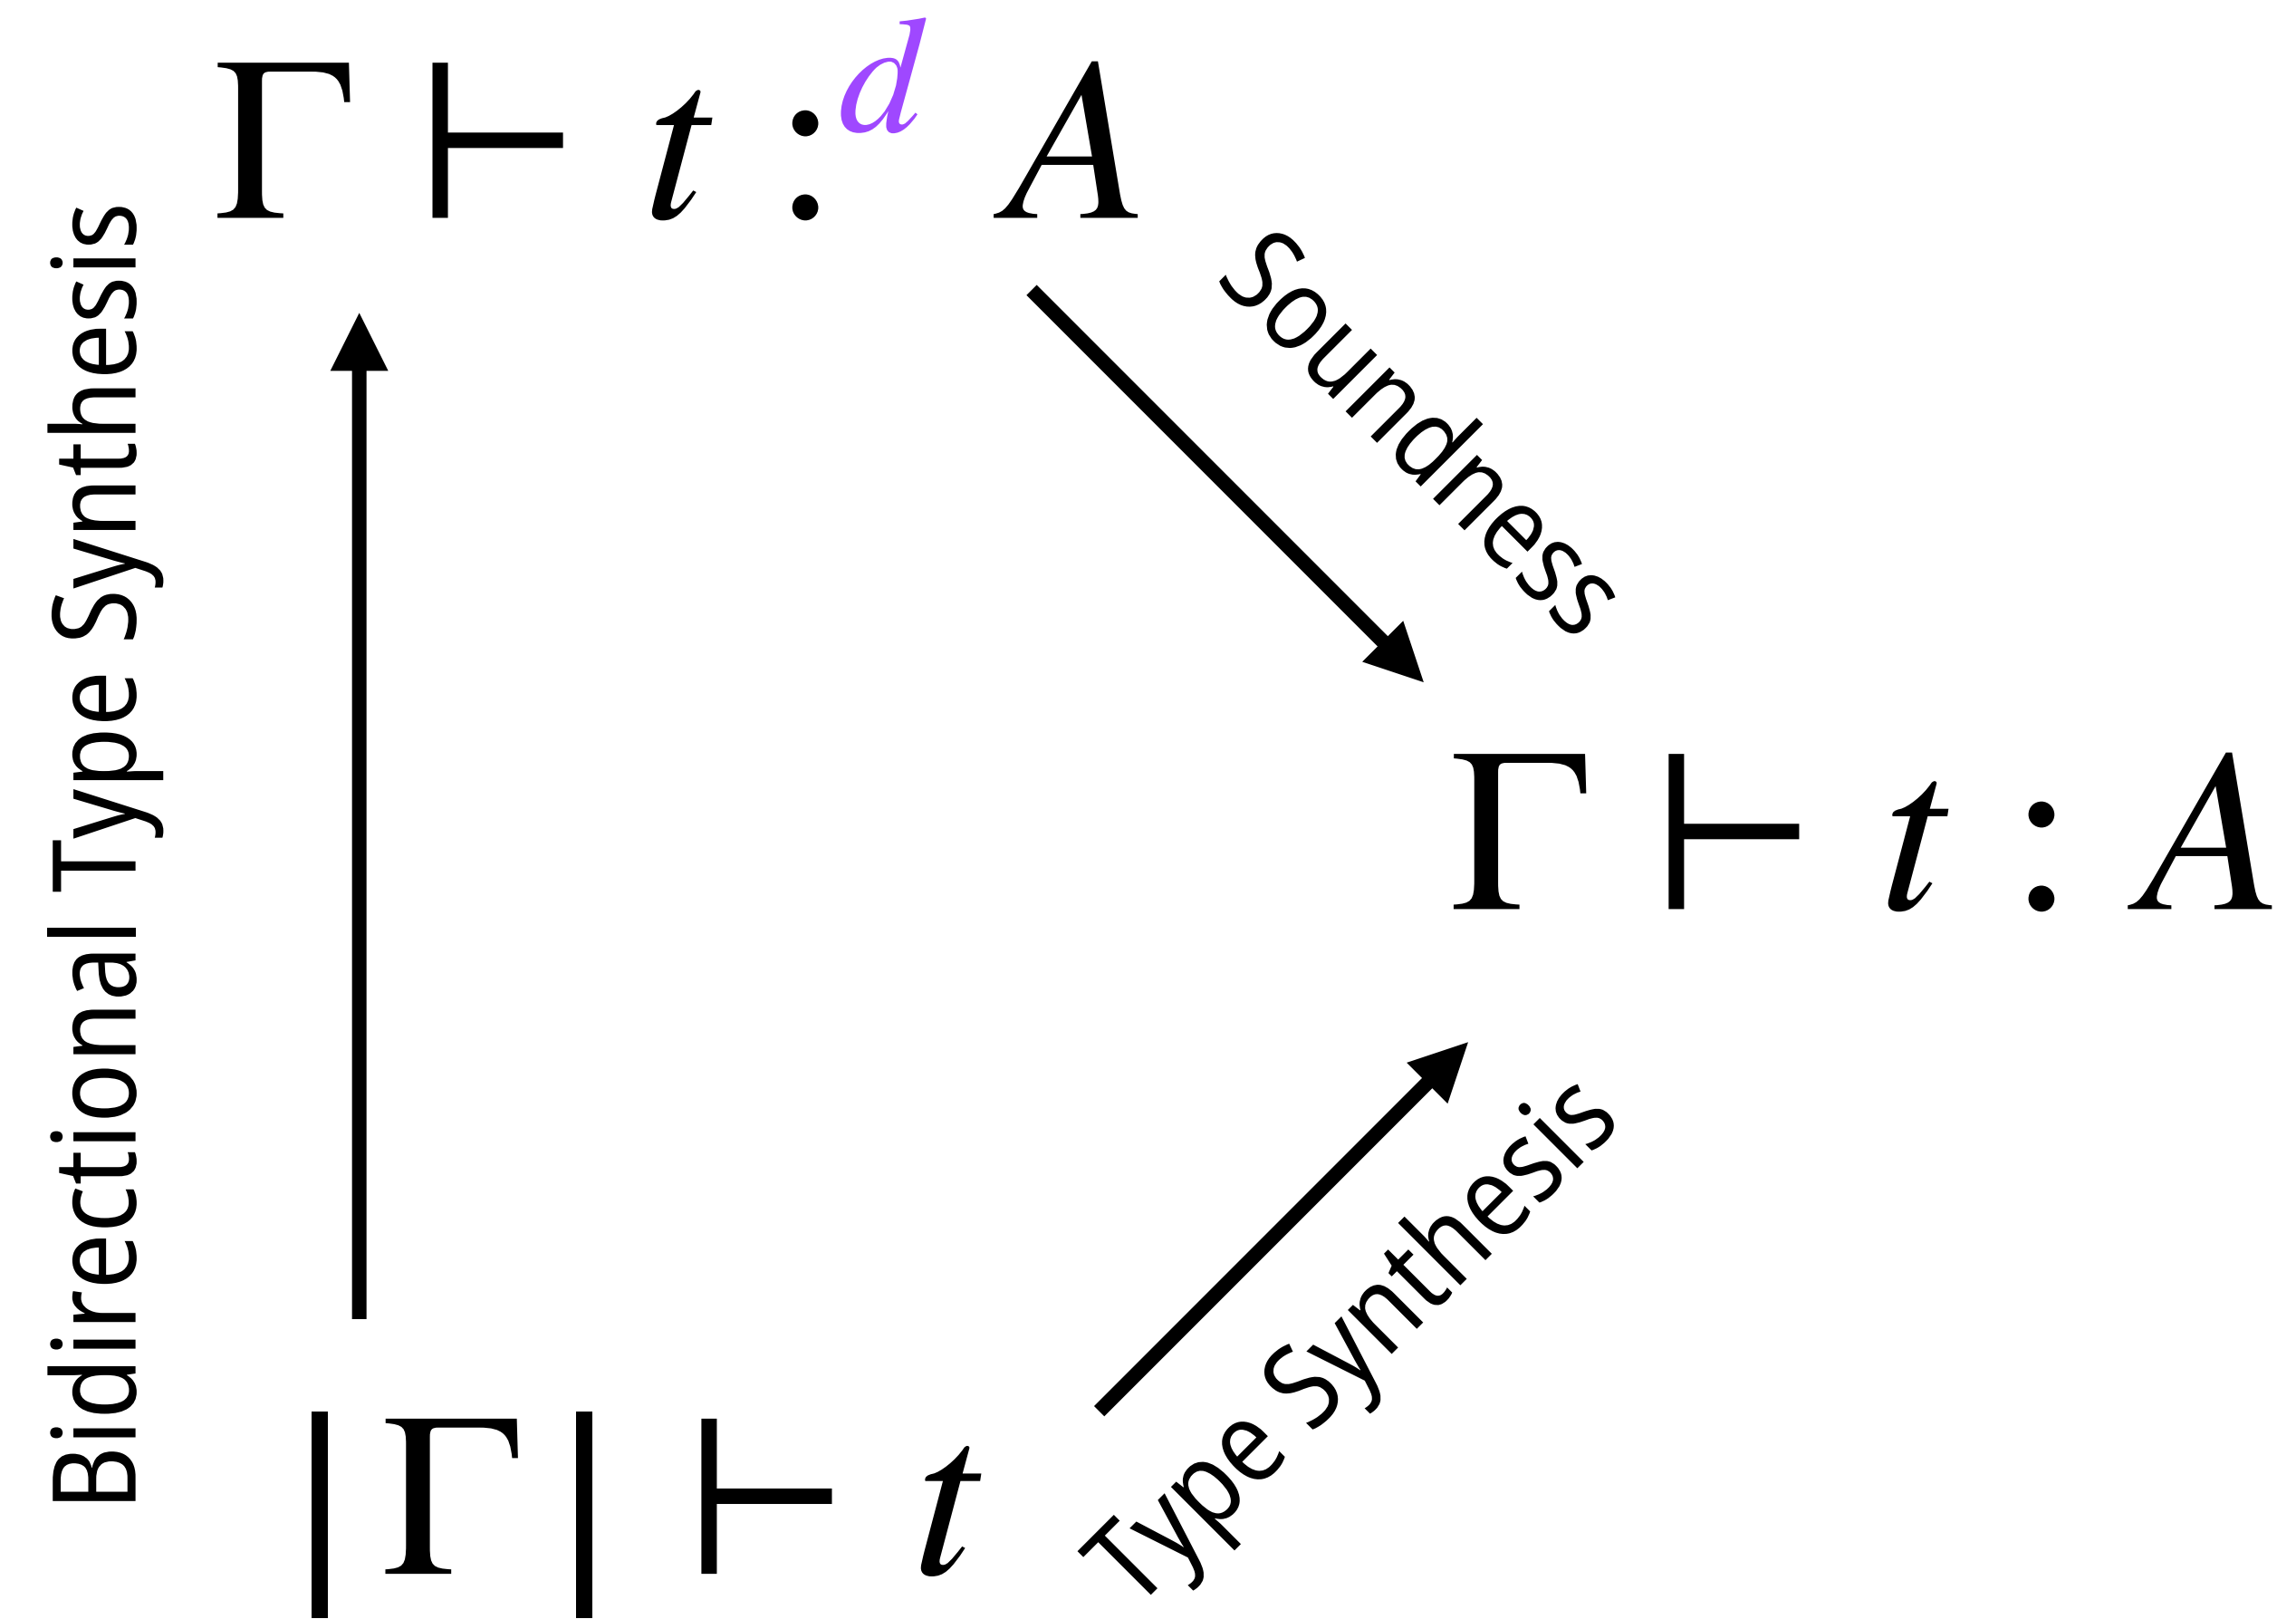 Γ ⊢ t :ᵈ A
Bidirectional Type Synthesis
Soundness
Γ ⊢ t : A
Type Synthesis
|Γ| ⊢ t